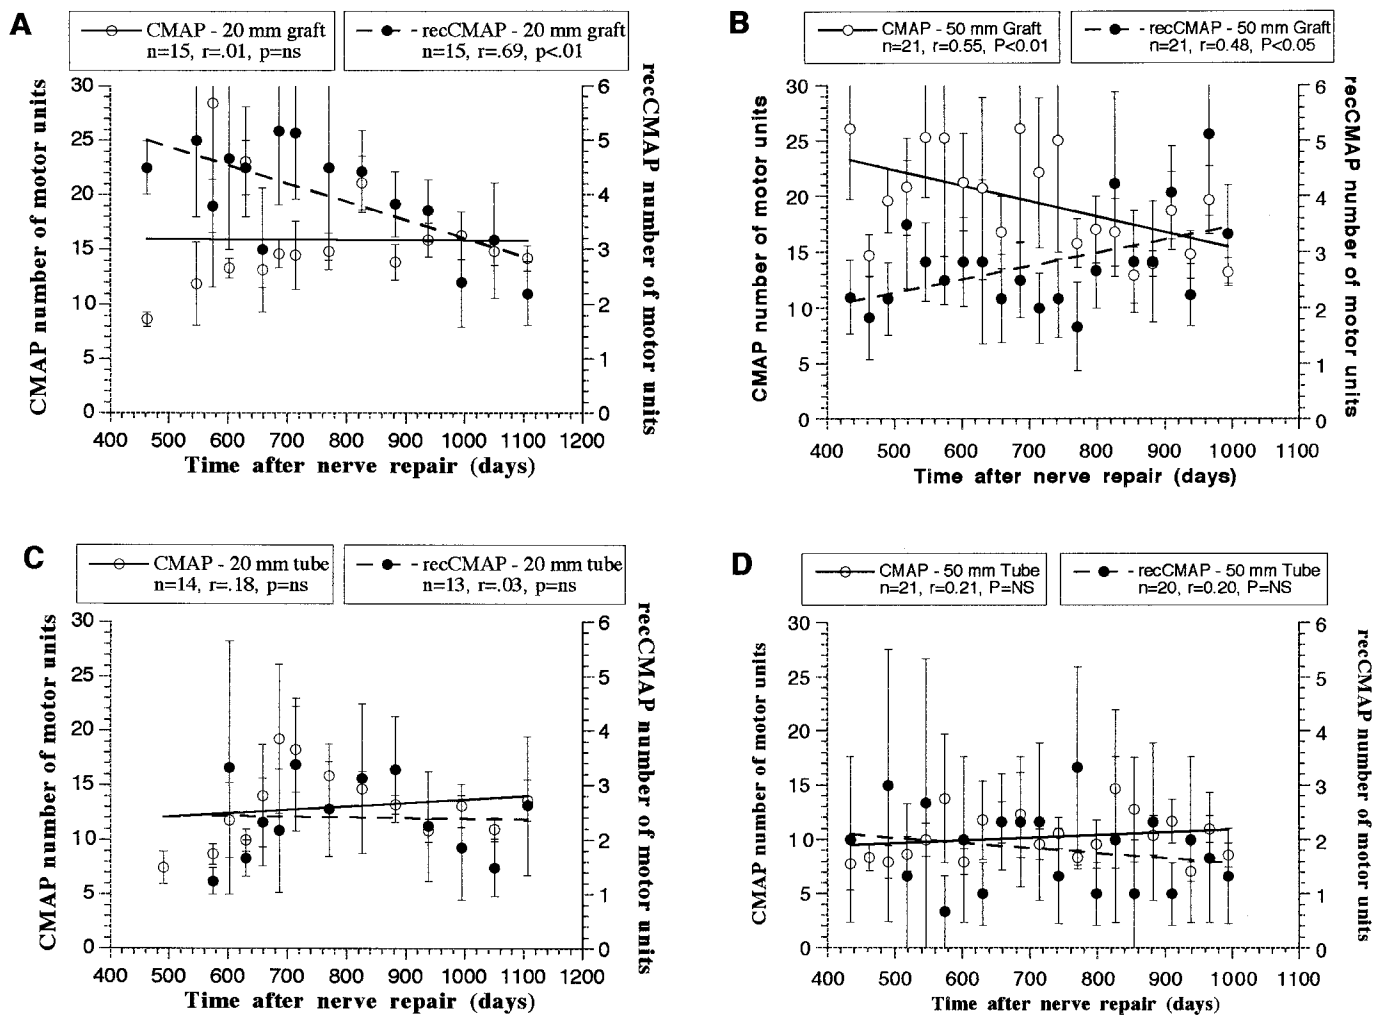 A
CMAP - 20 mm graft
n=15, r=.01, p=ns
recCMAP - 20 mm graft
n=15, r=.69, p<.01
CMAP number of motor units
30
25
20
15
10
5
0
6
5
4
3
2
1
0
recCMAP number of motor units
400 500 600 700 800 900 1000 1100 1200
Time after nerve repair (days)
B
CMAP - 50 mm Graft
n=21, r=0.55, P<0.01
recCMAP - 50 mm Graft
n=21, r=0.48, P<0.05
CMAP number of motor units
30
25
20
15
10
5
0
6
5
4
3
2
1
0
recCMAP number of motor units
400 500 600 700 800 900 1000 1100
Time after nerve repair (days)
C
CMAP - 20 mm tube
n=14, r=.18, p=ns
recCMAP - 20 mm tube
n=13, r=.03, p=ns
CMAP number of motor units
30
25
20
15
10
5
0
6
5
4
3
2
1
0
recCMAP number of motor units
400 500 600 700 800 900 1000 1100 1200
Time after nerve repair (days)
D
CMAP - 50 mm Tube
n=21, r=0.21, P=NS
recCMAP - 50 mm Tube
n=20, r=0.20, P=NS
CMAP number of motor units
30
25
20
15
10
5
0
6
5
4
3
2
1
0
recCMAP number of motor units
400 500 600 700 800 900 1000 1100
Time after nerve repair (days)